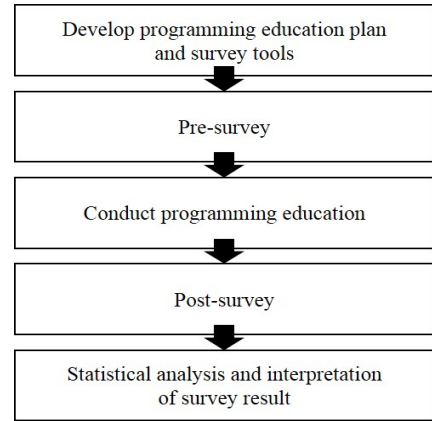 Develop programming education plan
and survey tools
Pre-survey
Conduct programming education
Post-survey
Statistical analysis and interpretation
of survey result